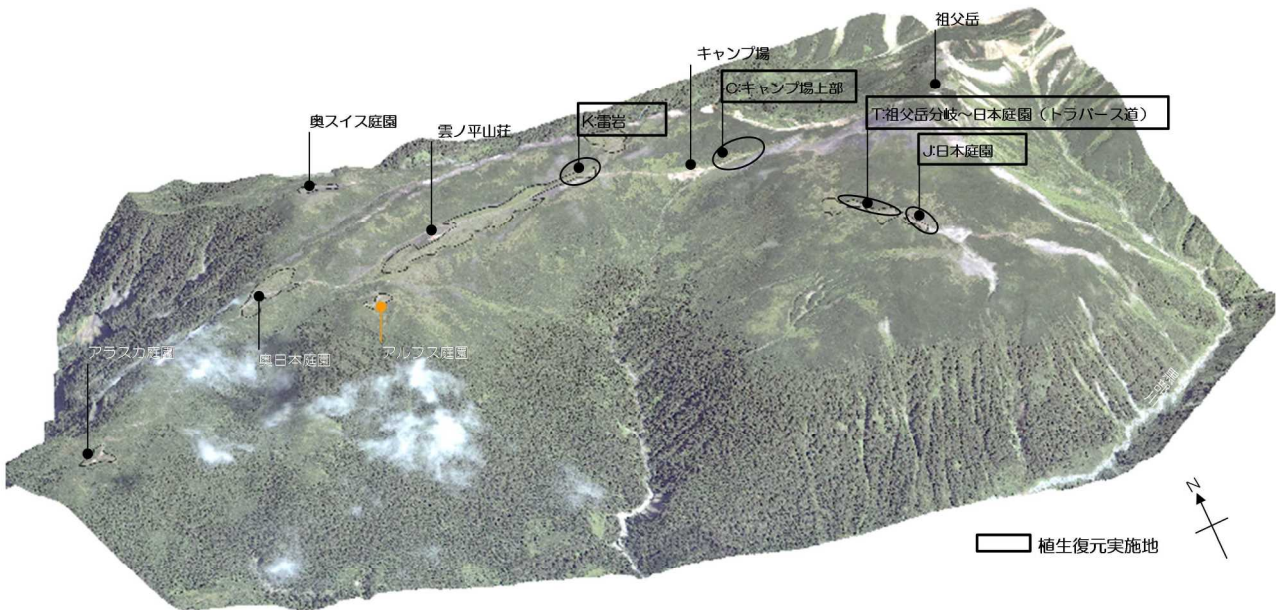 祖父岳
キャンプ場
C:キャンプ場上部
K:雷岩
T:祖父岳分岐～日本庭園（トラバース道）
J:日本庭園
奥スイス庭園
雲ノ平山荘
アラスカ庭園
奥日本庭園
アルプス庭園
N
植生復元実施地